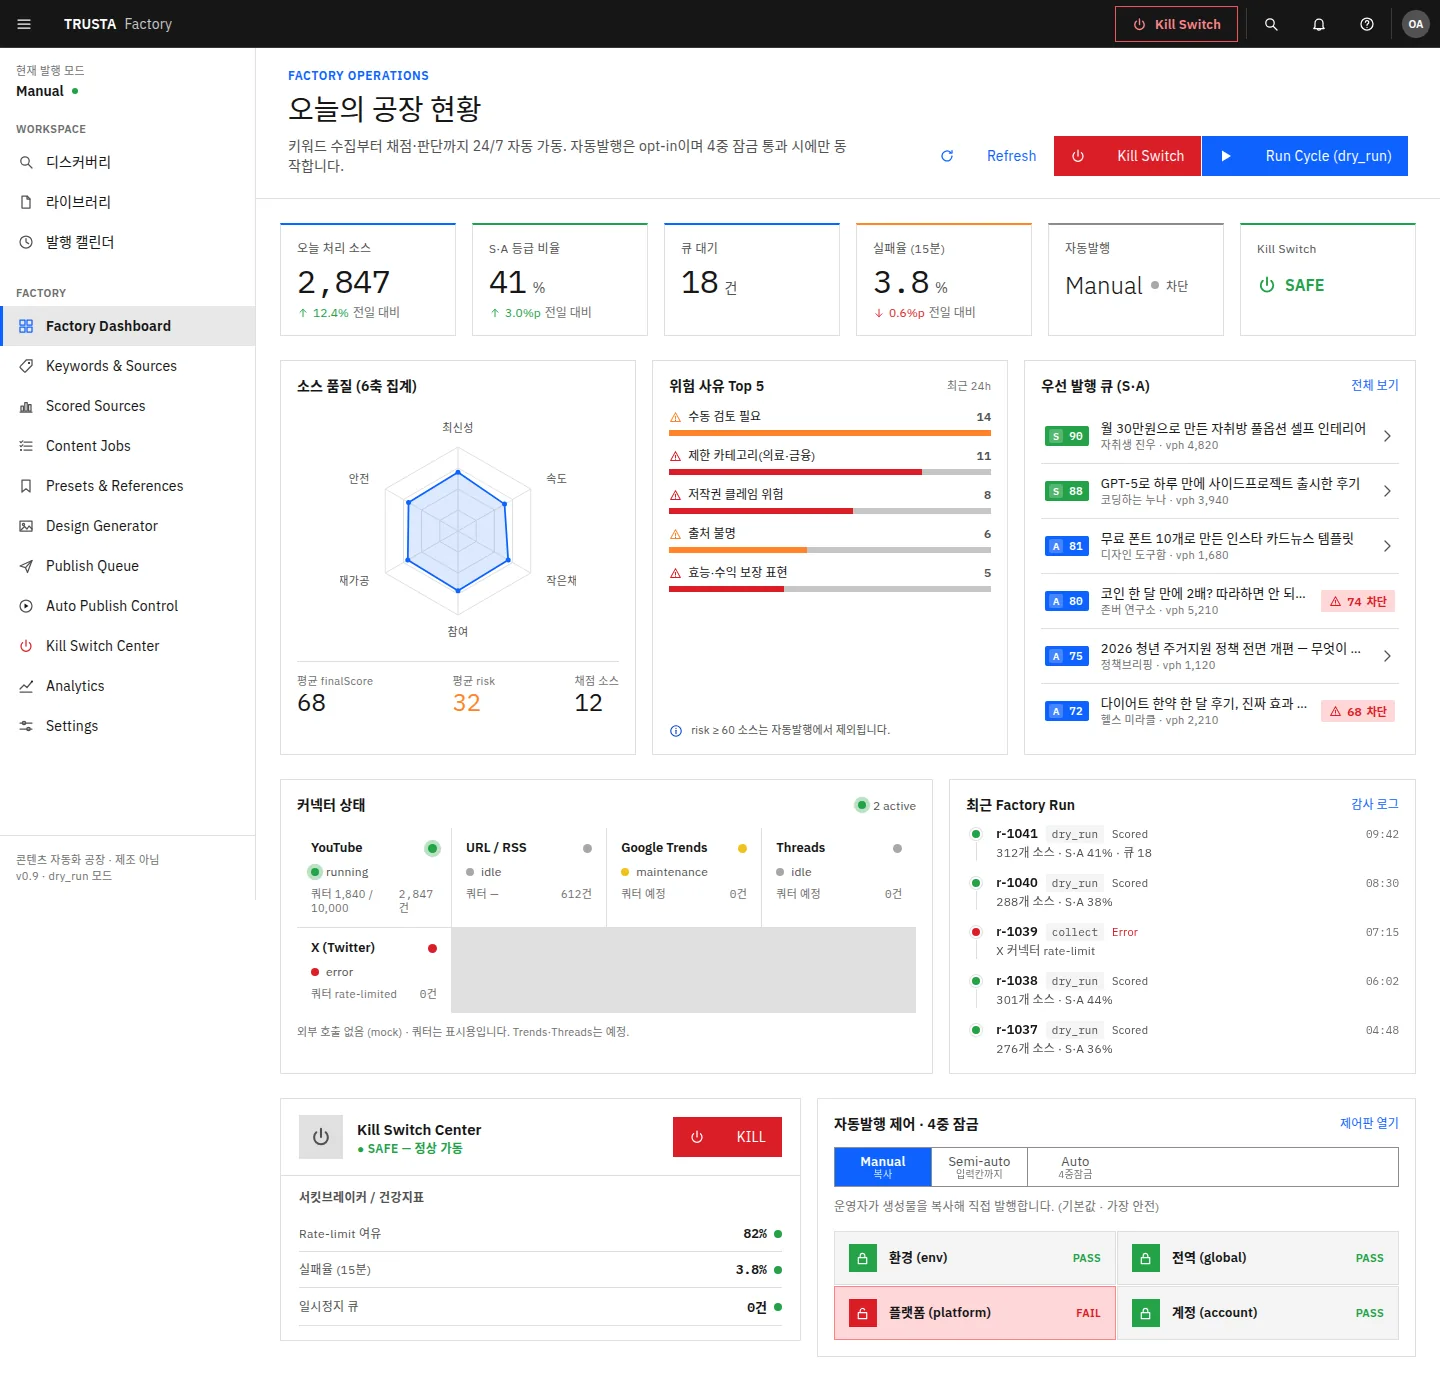 TRUSTA Factory
Kill Switch
OA
현재 발행 모드
Manual
WORKSPACE
디스커버리
라이브러리
발행 캘린더
FACTORY
Factory Dashboard
Keywords & Sources
Scored Sources
Content Jobs
Presets & References
Design Generator
Publish Queue
Auto Publish Control
Kill Switch Center
Analytics
Settings
콘텐츠 자동화 공장 · 제조 아님
v0.9 · dry_run 모드
FACTORY OPERATIONS
오늘의 공장 현황
키워드 수집부터 채점·판단까지 24/7 자동 가동. 자동발행은 opt-in이며 4중 잠금 통과 시에만 동
작합니다.
Refresh
Kill Switch
Run Cycle (dry_run)
오늘 처리 소스
2,847
↑ 12.4% 전일 대비
S·A 등급 비율
41 %
↑ 3.0%p 전일 대비
큐 대기
18 건
실패율 (15분)
3.8 %
↓ 0.6%p 전일 대비
자동발행
Manual 차단
Kill Switch
SAFE
소스 품질 (6축 집계)
최신성
속도
작은채
참여
재가공
안전
평균 finalScore
68
평균 risk
32
채점 소스
12
위험 사유 Top 5
최근 24h
수동 검토 필요 14
제한 카테고리(의료·금융) 11
저작권 클레임 위험 8
출처 불명 6
효능·수익 보장 표현 5
risk ≥ 60 소스는 자동발행에서 제외됩니다.
우선 발행 큐 (S·A)
전체 보기
S 90 월 30만원으로 만든 자취방 풀옵션 셀프 인테리어
자취생 진우 · vph 4,820
S 88 GPT-5로 하루 만에 사이드프로젝트 출시한 후기
코딩하는 누나 · vph 3,940
A 81 무료 폰트 10개로 만든 인스타 카드뉴스 템플릿
디자인 도구함 · vph 1,680
A 80 코인 한 달 만에 2배? 따라하면 안 되... 74 차단
존버 연구소 · vph 5,210
A 75 2026 청년 주거지원 정책 전면 개편 — 무엇이 ...
정책브리핑 · vph 1,120
A 72 다이어트 한약 한 달 후기, 진짜 효과 ... 68 차단
헬스 미라클 · vph 2,210
커넥터 상태
2 active
YouTube
running
쿼터 1,840 /
10,000
2,847
건
URL / RSS
idle
쿼터 — 612건
Google Trends
maintenance
쿼터 예정 0건
Threads
idle
쿼터 예정 0건
X (Twitter)
error
쿼터 rate-limited 0건
외부 호출 없음 (mock) · 쿼터는 표시용입니다. Trends·Threads는 예정.
최근 Factory Run
감사 로그
r-1041 dry_run Scored 09:42
312개 소스 · S·A 41% · 큐 18
r-1040 dry_run Scored 08:30
288개 소스 · S·A 38%
r-1039 collect Error 07:15
X 커넥터 rate-limit
r-1038 dry_run Scored 06:02
301개 소스 · S·A 44%
r-1037 dry_run Scored 04:48
276개 소스 · S·A 36%
Kill Switch Center
● SAFE — 정상 가동
KILL
서킷브레이커 / 건강지표
Rate-limit 여유 82%
실패율 (15분) 3.8%
일시정지 큐 0건
자동발행 제어 · 4중 잠금
제어판 열기
Manual
복사
Semi-auto
입력칸까지
Auto
4중잠금
운영자가 생성물을 복사해 직접 발행합니다. (기본값 · 가장 안전)
환경 (env) PASS
전역 (global) PASS
플랫폼 (platform) FAIL
계정 (account) PASS